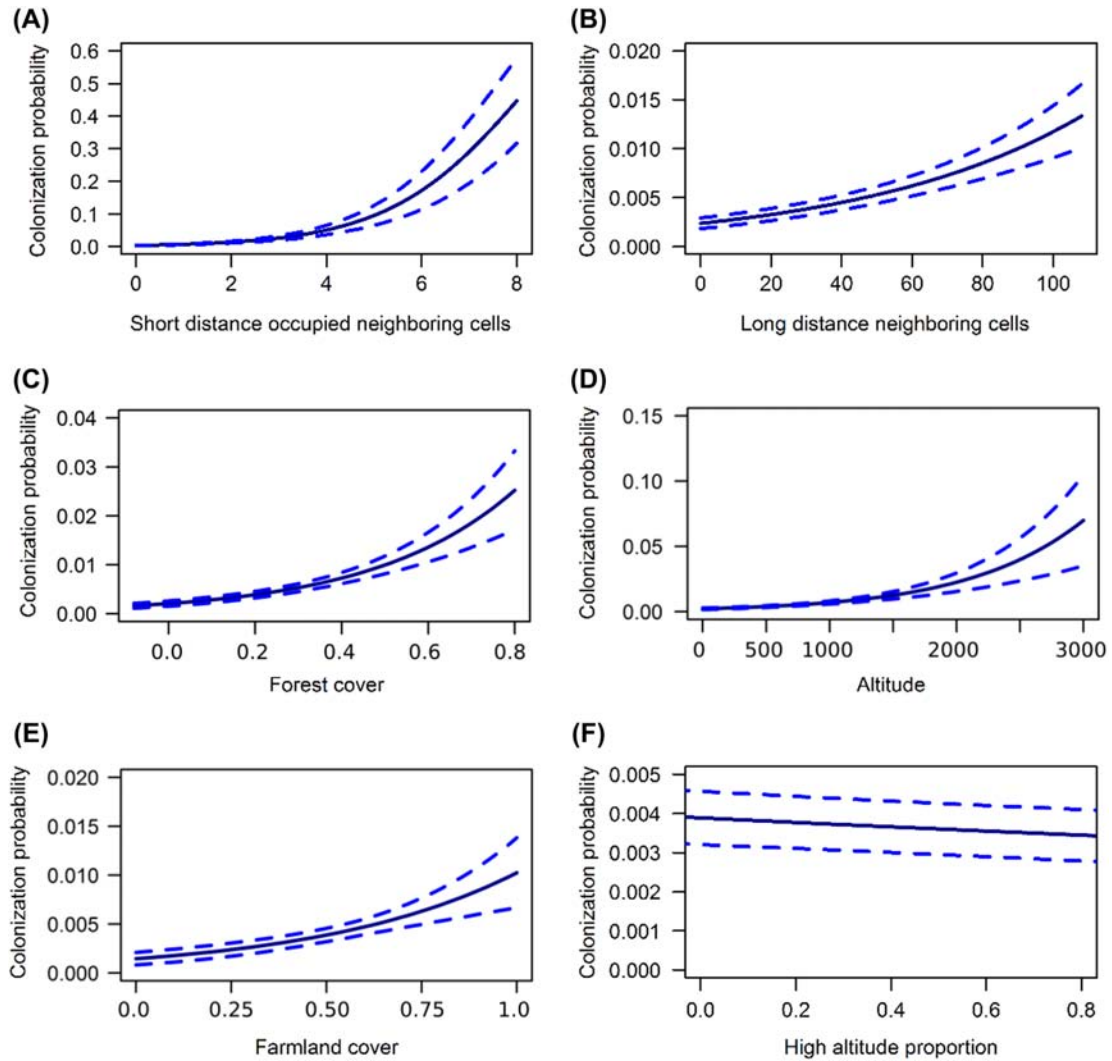 (A)
Colonization probability
0.6
0.5
0.4
0.3
0.2
0.1
0.0
0 2 4 6 8
Short distance occupied neighboring cells
(B)
Colonization probability
0.020
0.015
0.010
0.005
0.000
0 20 40 60 80 100
Long distance neighboring cells
(C)
Colonization probability
0.04
0.03
0.02
0.01
0.00
0.0 0.2 0.4 0.6 0.8
Forest cover
(D)
Colonization probability
0.15
0.10
0.05
0.00
0 500 1000 2000 3000
Altitude
(E)
Colonization probability
0.020
0.015
0.010
0.005
0.000
0.0 0.25 0.50 0.75 1.0
Farmland cover
(F)
Colonization probability
0.005
0.004
0.003
0.002
0.001
0.000
0.0 0.2 0.4 0.6 0.8
High altitude proportion